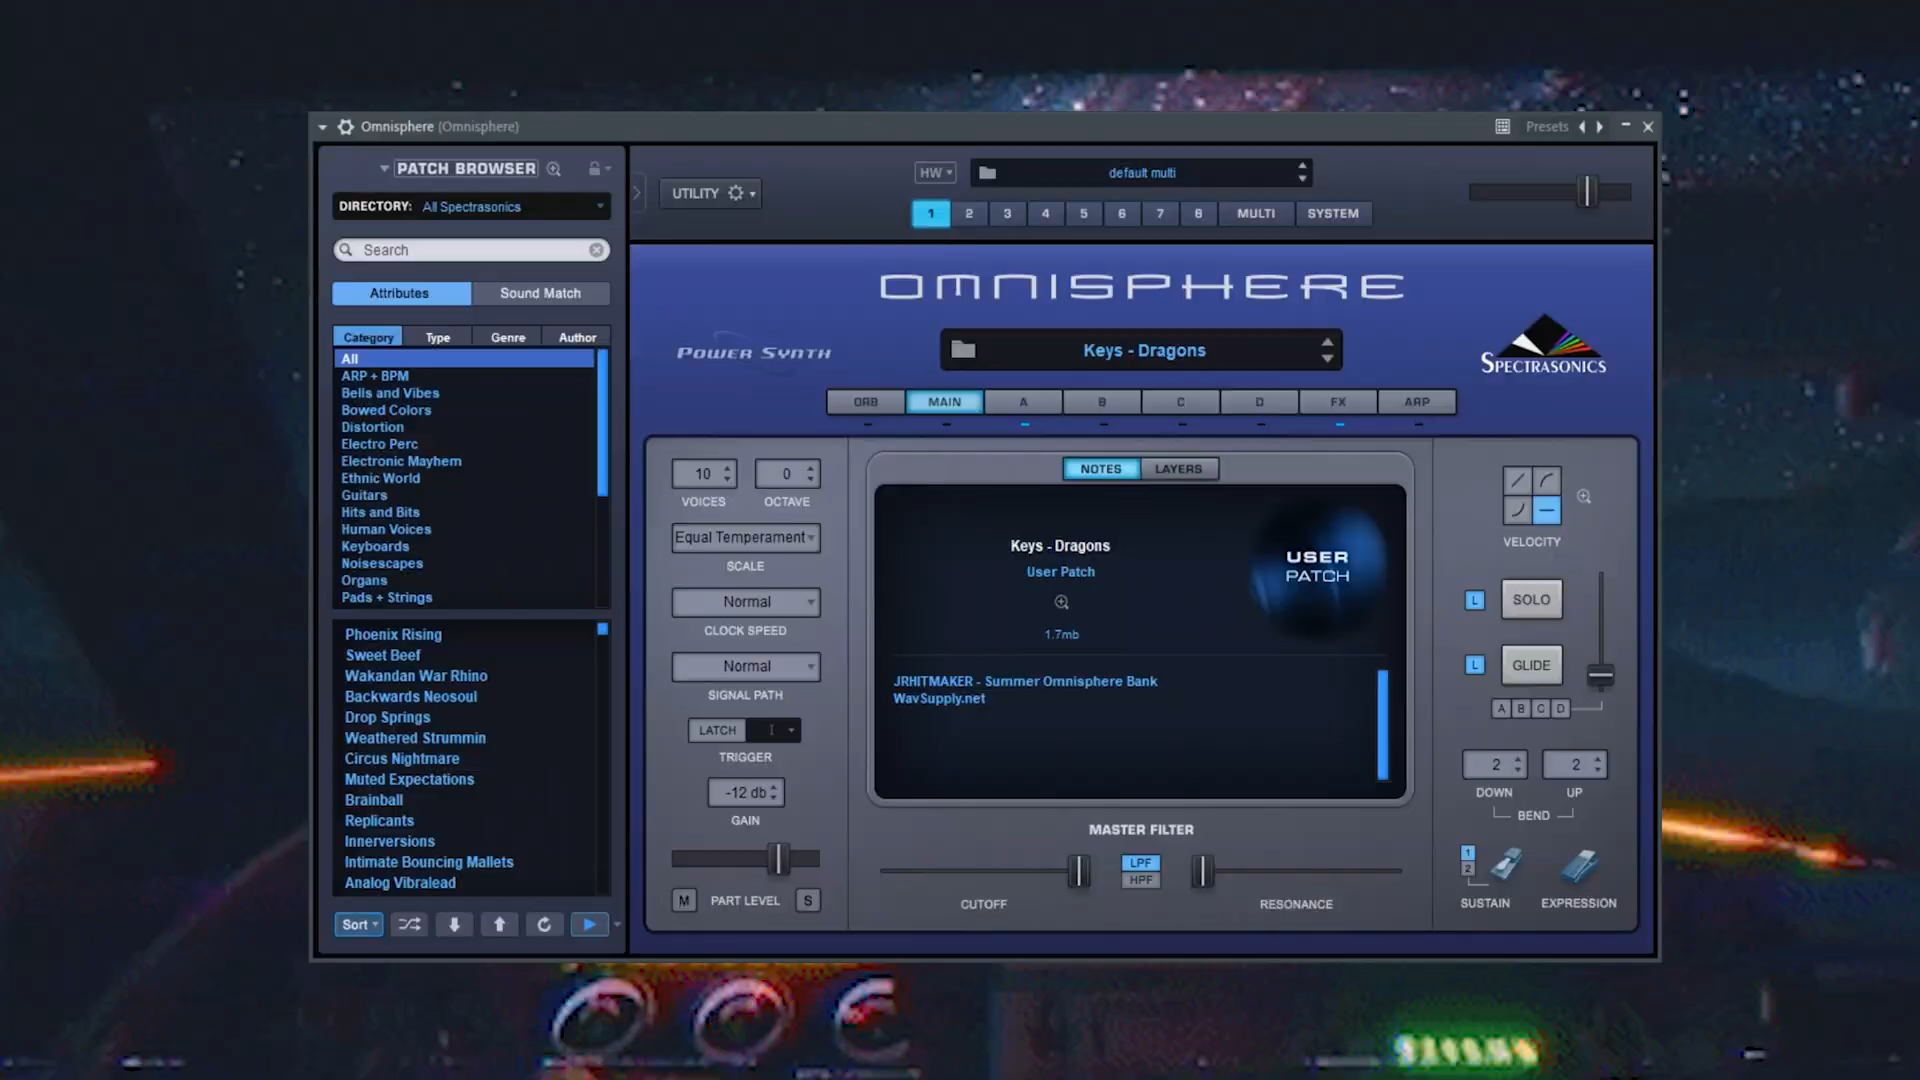 Omnisphere (Omnisphere)
Presets
PATCH BROWSER
DIRECTORY: All Spectrasonics
Search
Attributes
Sound Match
Category
Type
Genre
Author
All
ARP + BPM
Bells and Vibes
Bowed Colors
Distortion
Electro Perc
Electronic Mayhem
Ethnic World
Guitars
Hits and Bits
Human Voices
Keyboards
Noisescapes
Organs
Pads + Strings
Phoenix Rising
Sweet Beef
Wakandan War Rhino
Backwards Neosoul
Drop Springs
Weathered Strummin
Circus Nightmare
Muted Expectations
Brainball
Replicants
Innerversions
Intimate Bouncing Mallets
Analog Vibralead
Sort
UTILITY
HW
default multi
1 2 3 4 5 6 7 8 MULTI SYSTEM
OMNISPHERE
POWER SYNTH
Keys - Dragons
SPECTRASONICS
ORB MAIN A B C D FX ARP
10
0
VOICES
OCTAVE
Equal Temperament
SCALE
Normal
CLOCK SPEED
Normal
SIGNAL PATH
LATCH
TRIGGER
-12 db
GAIN
M PART LEVEL S
NOTES LAYERS
Keys - Dragons
User Patch
1.7mb
USER
PATCH
JRHITMAKER - Summer Omnisphere Bank
WavSupply.net
MASTER FILTER
LPF
HPF
CUTOFF
RESONANCE
VELOCITY
L SOLO
L GLIDE
A B C D
2
2
DOWN
UP
BEND
1
2
SUSTAIN
EXPRESSION